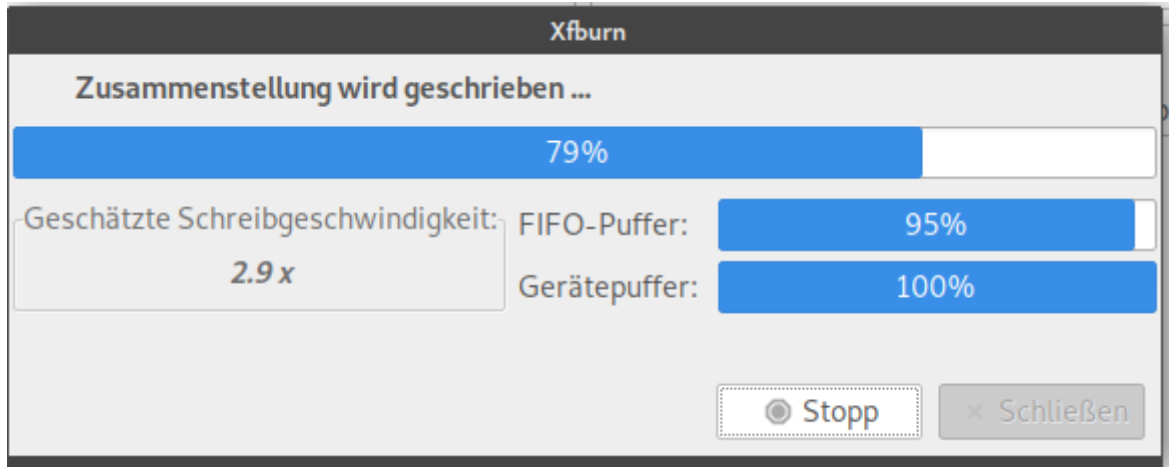 Xfburn
Zusammenstellung wird geschrieben ...
79%
Geschätzte Schreibgeschwindigkeit:
2.9 x
FIFO-Puffer:
95%
Gerätepuffer:
100%
Stopp
Schließen